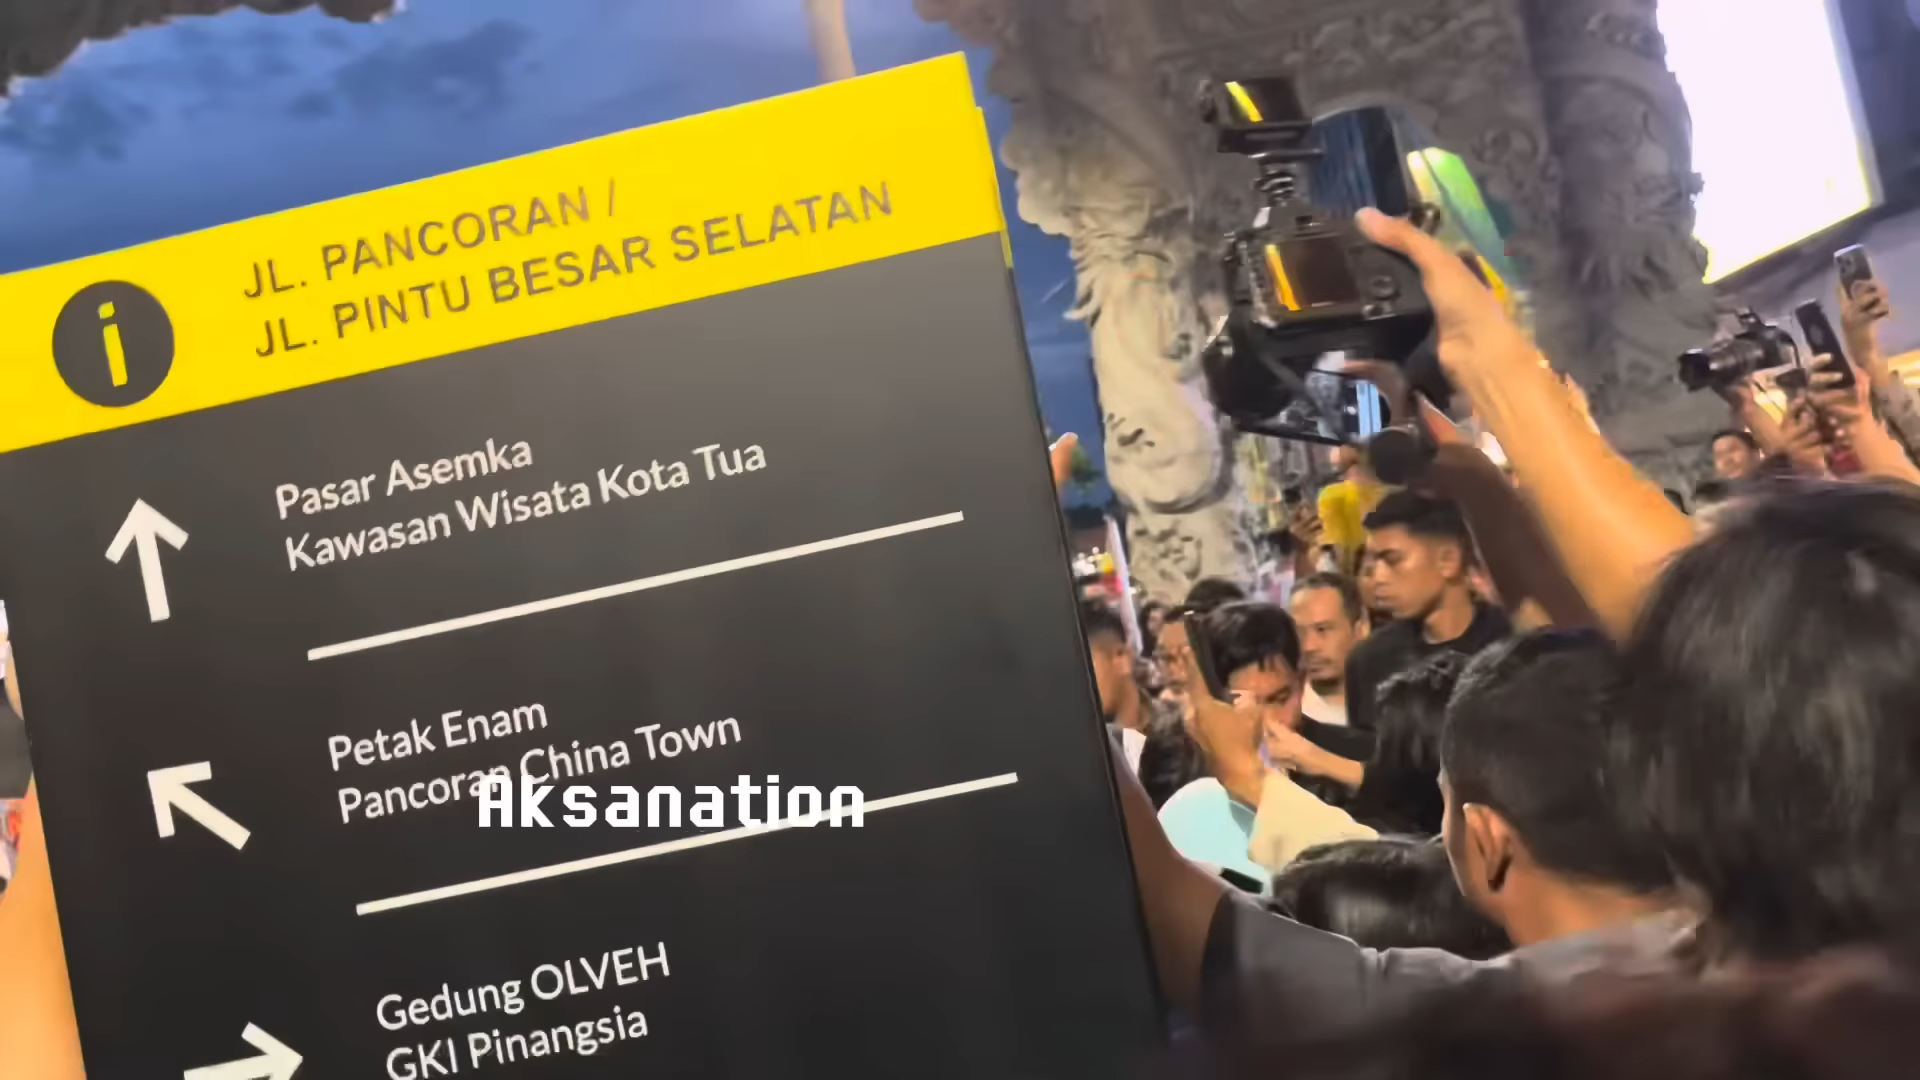 i
JL. PANCORAN /
JL. PINTU BESAR SELATAN
Pasar Asemka
Kawasan Wisata Kota Tua
Petak Enam
Pancoran China Town
Aksanation
Gedung OLVEH
GKI Pinangsia